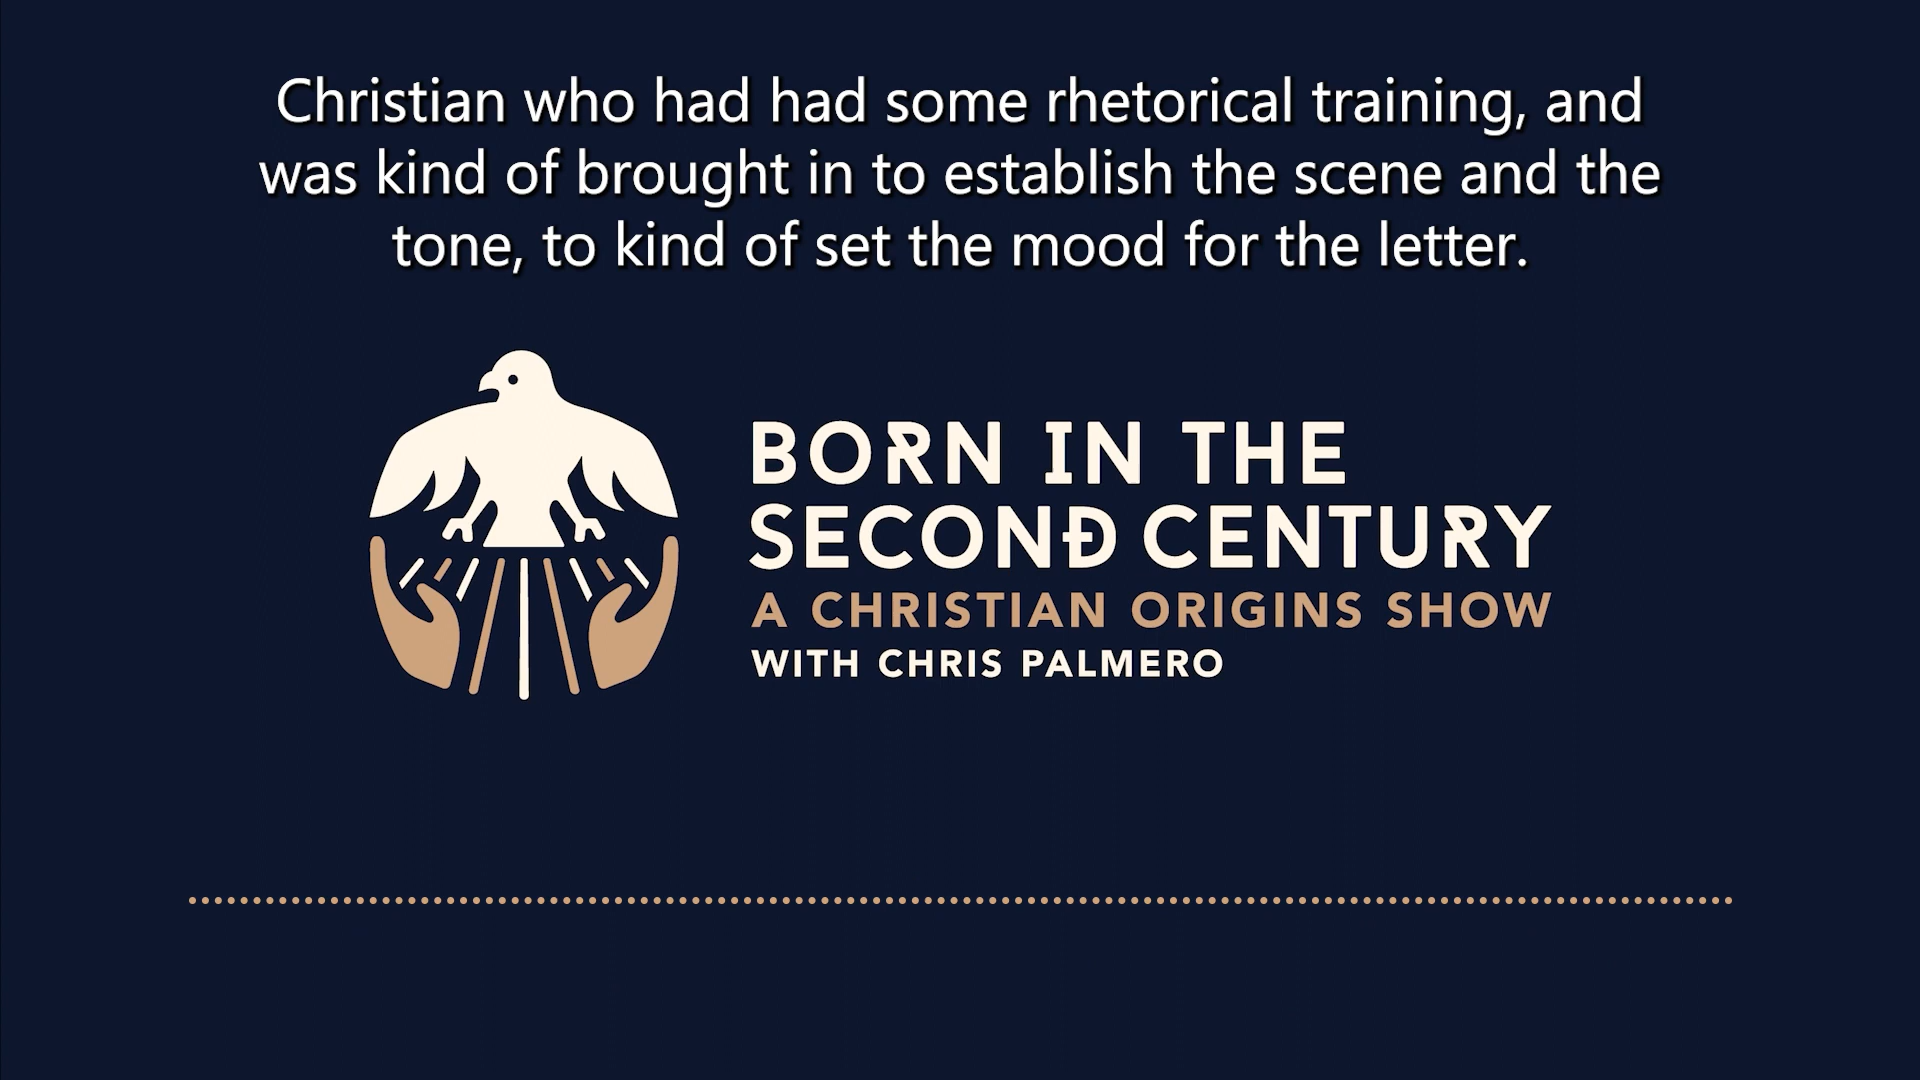 Christian who had had some rhetorical training, and
was kind of brought in to establish the scene and the
tone, to kind of set the mood for the letter.
BORN IN THE
SECOND CENTURY
A CHRISTIAN ORIGINS SHOW
WITH CHRIS PALMERO